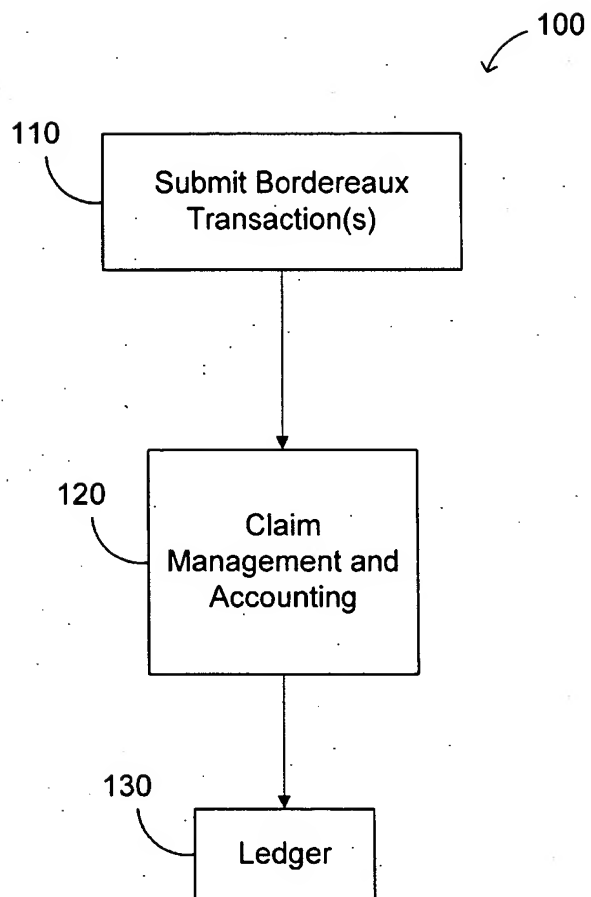 100
110
Submit Bordereaux
Transaction(s)
120
Claim
Management and
Accounting
130
Ledger